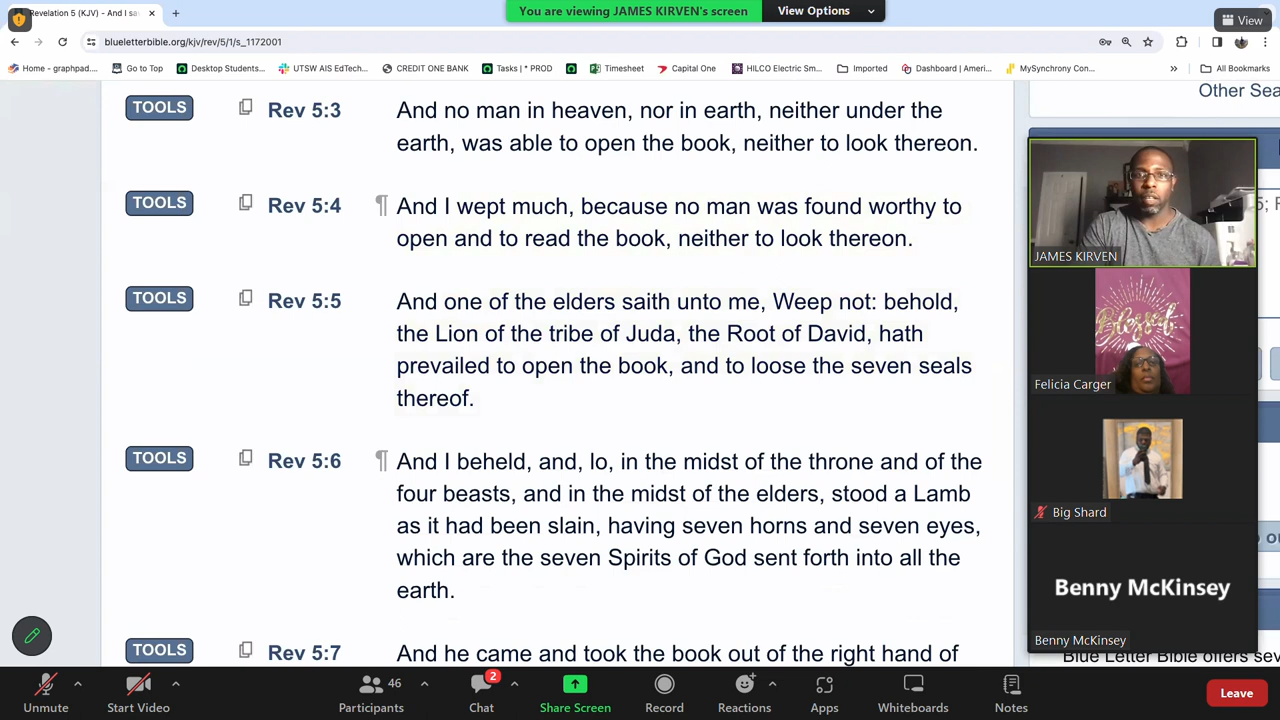 You are viewing JAMES KIRVEN's screen
View Options
View
Revelation 5 (KJV) - And I sa
blueletterbible.org/kjv/rev/5/1/s_1172001
Home - graphpad....
Go to Top
Desktop Students...
UTSW AIS EdTech...
CREDIT ONE BANK
Tasks | * PROD
Timesheet
Capital One
HILCO Electric Sm...
Imported
Dashboard | Ameri...
MySynchrony Con...
»
All Bookmarks
Other Sea
TOOLS Rev 5:3 And no man in heaven, nor in earth, neither under the
earth, was able to open the book, neither to look thereon.
TOOLS Rev 5:4 ¶ And I wept much, because no man was found worthy to
open and to read the book, neither to look thereon.
TOOLS Rev 5:5 And one of the elders saith unto me, Weep not: behold,
the Lion of the tribe of Juda, the Root of David, hath
prevailed to open the book, and to loose the seven seals
thereof.
TOOLS Rev 5:6 ¶ And I beheld, and, lo, in the midst of the throne and of the
four beasts, and in the midst of the elders, stood a Lamb
as it had been slain, having seven horns and seven eyes,
which are the seven Spirits of God sent forth into all the
earth.
TOOLS Rev 5:7 And he came and took the book out of the right hand of
JAMES KIRVEN
Blessed
Felicia Carger
Big Shard
Benny McKinsey
Benny McKinsey
Blue Letter Bible offers sev
Unmute
Start Video
46
Participants
2
Chat
Share Screen
Record
Reactions
Apps
Whiteboards
Notes
Leave